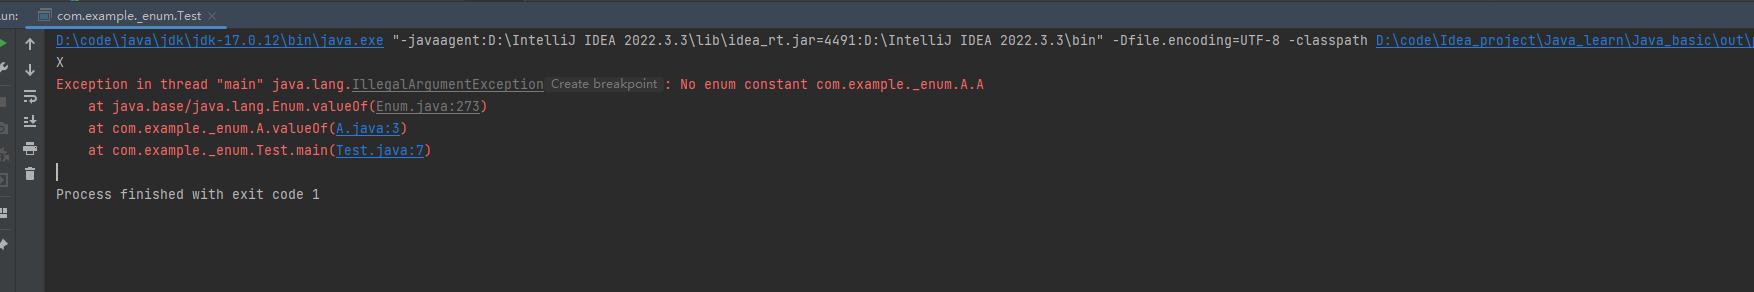 un: com.example._enum.Test
D:\code\java\jdk\jdk-17.0.12\bin\java.exe "-javaagent:D:\IntelliJ IDEA 2022.3.3\lib\idea_rt.jar=4491:D:\IntelliJ IDEA 2022.3.3\bin" -Dfile.encoding=UTF-8 -classpath D:\code\Idea_project\Java_learn\Java_basic\out\
X
Exception in thread "main" java.lang.IllegalArgumentException Create breakpoint : No enum constant com.example._enum.A.A
at java.base/java.lang.Enum.valueOf(Enum.java:273)
at com.example._enum.A.valueOf(A.java:3)
at com.example._enum.Test.main(Test.java:7)
Process finished with exit code 1